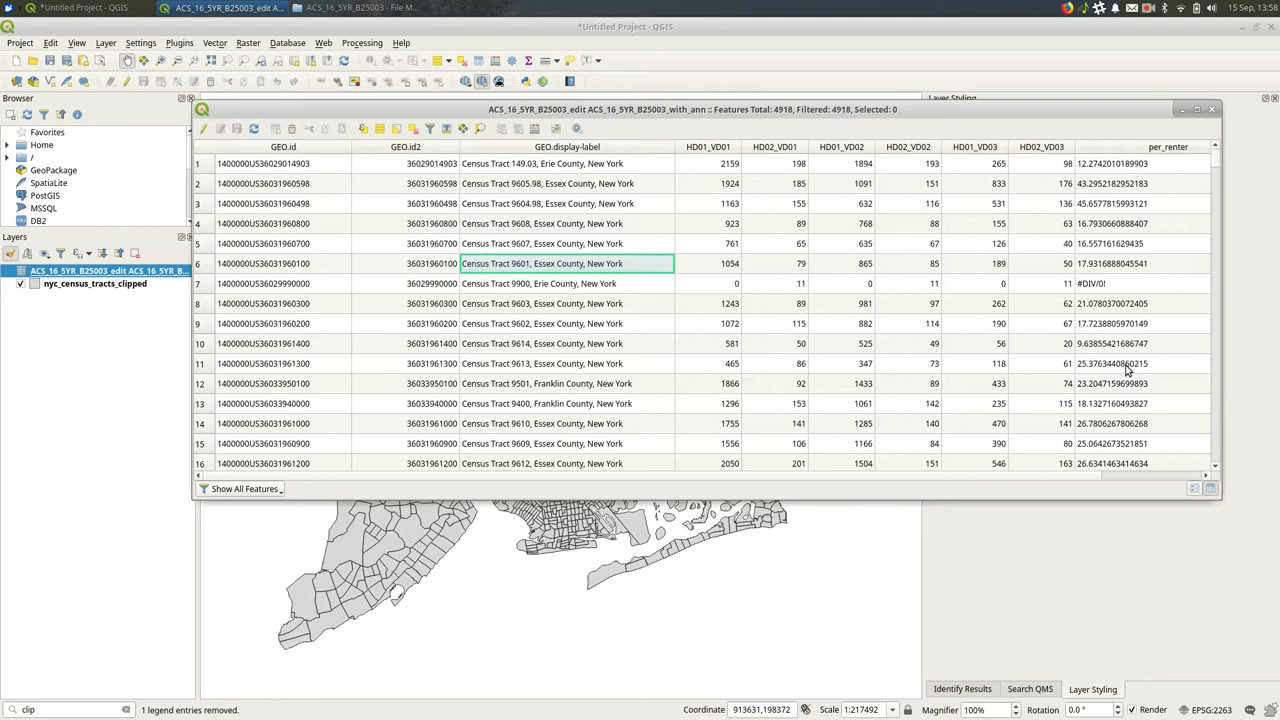 *Untitled Project - QGIS
ACS_16_5YR_B25003_edit A...
ACS_16_5YR_B25003 - File M...
15 Sep, 13:58
*Untitled Project - QGIS
Project Edit View Layer Settings Plugins Vector Raster Database Web Processing Help
Browser
Favorites
Home
/
GeoPackage
SpatiaLite
PostGIS
MSSQL
DB2
Layers
ACS_16_5YR_B25003_edit ACS_16_5YR_B...
nyc_census_tracts_clipped
Layer Styling
ACS_16_5YR_B25003_edit ACS_16_5YR_B25003_with_ann :: Features Total: 4918, Filtered: 4918, Selected: 0
GEO.id GEO.id2 GEO.display-label HD01_VD01 HD02_VD01 HD01_VD02 HD02_VD02 HD01_VD03 HD02_VD03 per_renter
1 1400000US36029014903 36029014903 Census Tract 149.03, Erie County, New York 2159 198 1894 193 265 98 12.2742010189903
2 1400000US36031960598 36031960598 Census Tract 9605.98, Essex County, New York 1924 185 1091 151 833 176 43.2952182952183
3 1400000US36031960498 36031960498 Census Tract 9604.98, Essex County, New York 1163 155 632 116 531 136 45.6577815993121
4 1400000US36031960800 36031960800 Census Tract 9608, Essex County, New York 923 89 768 88 155 63 16.7930660888407
5 1400000US36031960700 36031960700 Census Tract 9607, Essex County, New York 761 65 635 67 126 40 16.557161629435
6 1400000US36031960100 36031960100 Census Tract 9601, Essex County, New York 1054 79 865 85 189 50 17.9316888045541
7 1400000US36029990000 36029990000 Census Tract 9900, Erie County, New York 0 11 0 11 0 11 #DIV/0!
8 1400000US36031960300 36031960300 Census Tract 9603, Essex County, New York 1243 89 981 97 262 62 21.0780370072405
9 1400000US36031960200 36031960200 Census Tract 9602, Essex County, New York 1072 115 882 114 190 67 17.7238805970149
10 1400000US36031961400 36031961400 Census Tract 9614, Essex County, New York 581 50 525 49 56 20 9.63855421686747
11 1400000US36031961300 36031961300 Census Tract 9613, Essex County, New York 465 86 347 73 118 61 25.3763440860215
12 1400000US36033950100 36033950100 Census Tract 9501, Franklin County, New York 1866 92 1433 89 433 74 23.2047159699893
13 1400000US36033940000 36033940000 Census Tract 9400, Franklin County, New York 1296 153 1061 142 235 115 18.1327160493827
14 1400000US36031961000 36031961000 Census Tract 9610, Essex County, New York 1755 141 1285 140 470 141 26.7806267806268
15 1400000US36031960900 36031960900 Census Tract 9609, Essex County, New York 1556 106 1166 84 390 80 25.0642673521851
16 1400000US36031961200 36031961200 Census Tract 9612, Essex County, New York 2050 201 1504 151 546 163 26.6341463414634
Show All Features
Identify Results Search QMS Layer Styling
clip 1 legend entries removed. Coordinate 913631,198372 Scale 1:217492 Magnifier 100% Rotation 0.0 ° Render EPSG:2263